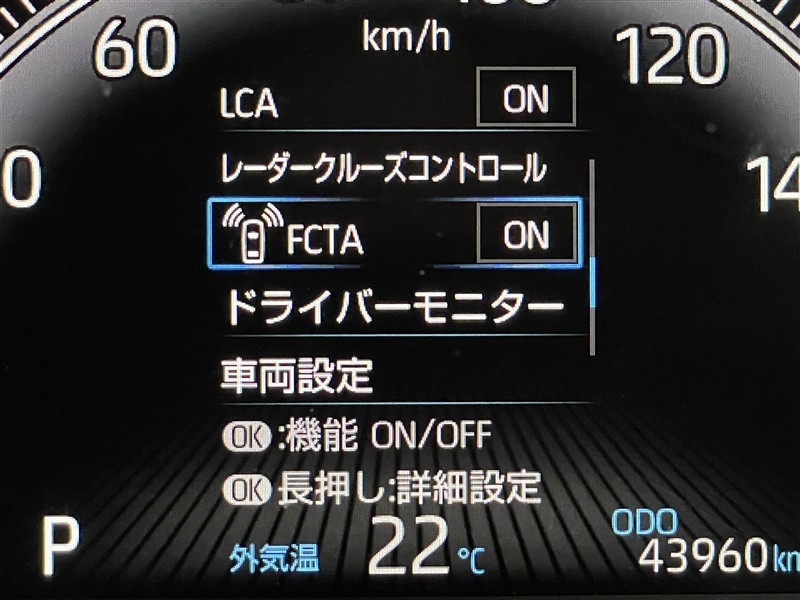 60 km/h 120
LCA ON
0 レーダークルーズコントロール 14
FCTA ON
ドライバーモニター
車両設定
OK:機能 ON/OFF
OK長押し:詳細設定
P 外気温 22℃ ODO 43960km